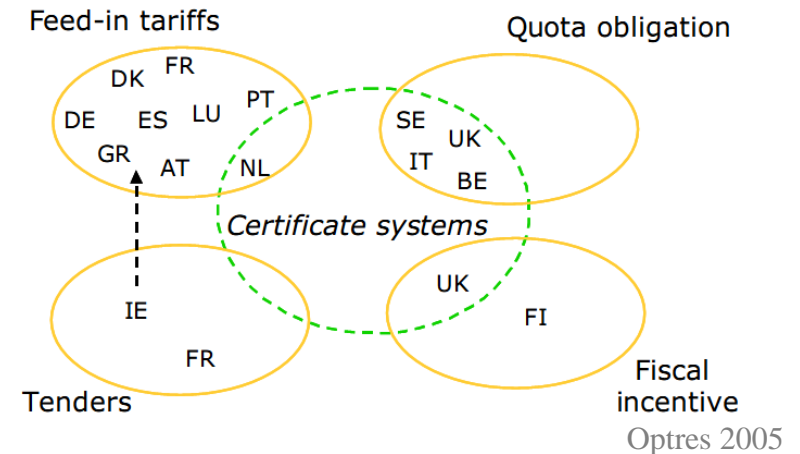 Feed-in tariffs
Quota obligation
DK FR
DE ES LU PT
GR AT NL
SE
UK
IT
BE
Certificate systems
IE
FR
UK
FI
Tenders
Fiscal
incentive
Optres 2005